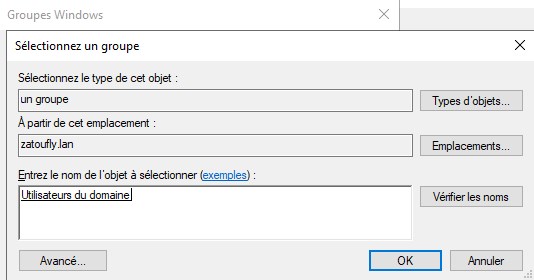 Groupes Windows
Sélectionnez un groupe
Sélectionnez le type de cet objet :
un groupe
Types d'objets...
À partir de cet emplacement :
zatoufly.lan
Emplacements...
Entrez le nom de l'objet à sélectionner (exemples) :
Utilisateurs du domaine
Vérifier les noms
Avancé...
OK
Annuler